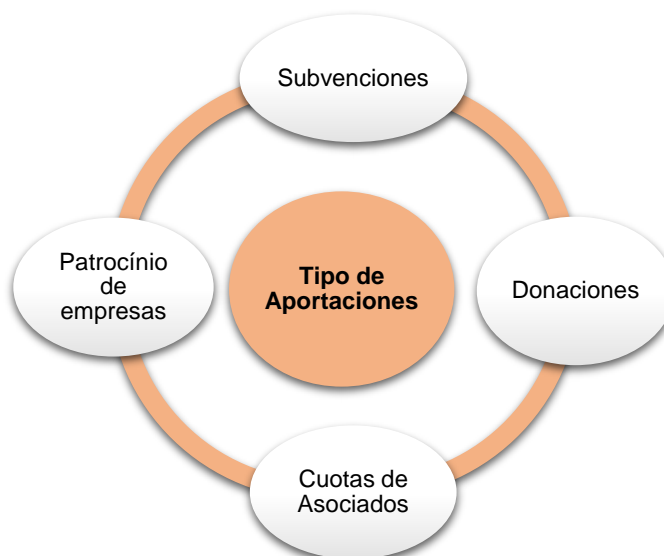 Subvenciones
Patrocínio
de
empresas
Tipo de
Aportaciones
Donaciones
Cuotas de
Asociados